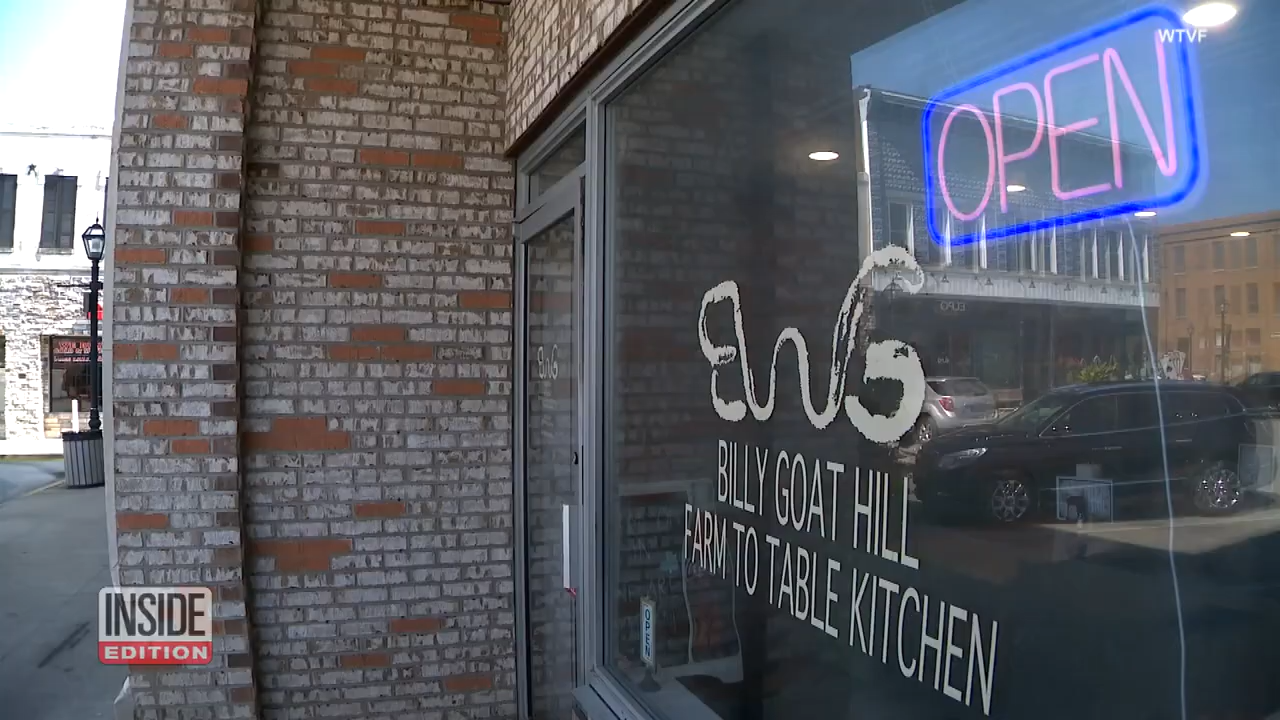 WTVF
OPEN
BILLY GOAT HILL
FARM TO TABLE KITCHEN
OPEN
INSIDE
EDITION